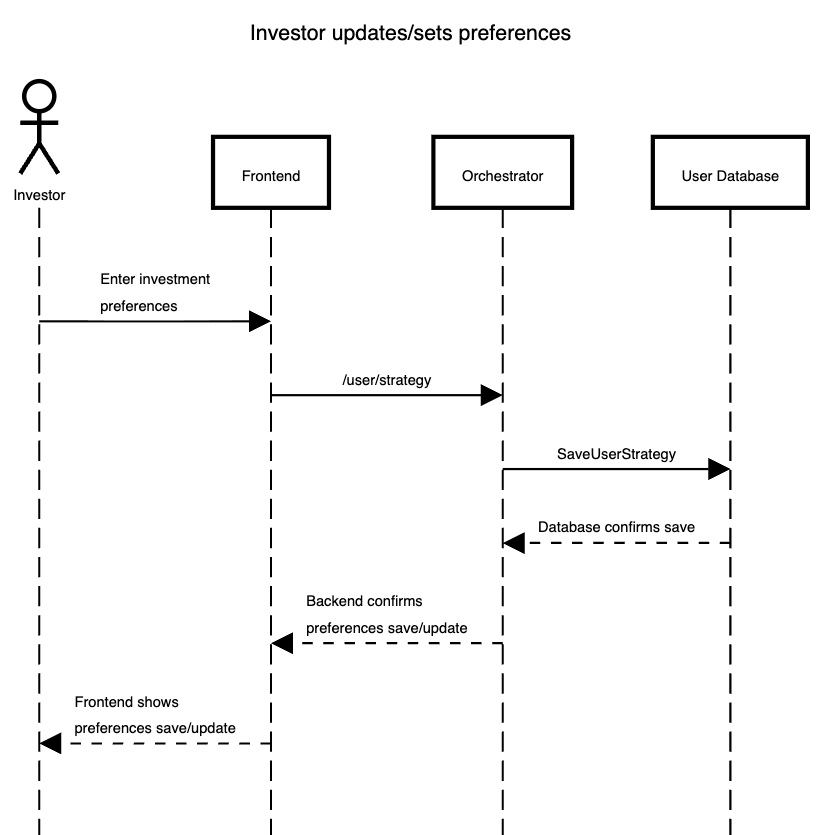 Investor updates/sets preferences
Investor
Frontend
Orchestrator
User Database
Enter investment
preferences
/user/strategy
SaveUserStrategy
Database confirms save
Backend confirms
preferences save/update
Frontend shows
preferences save/update